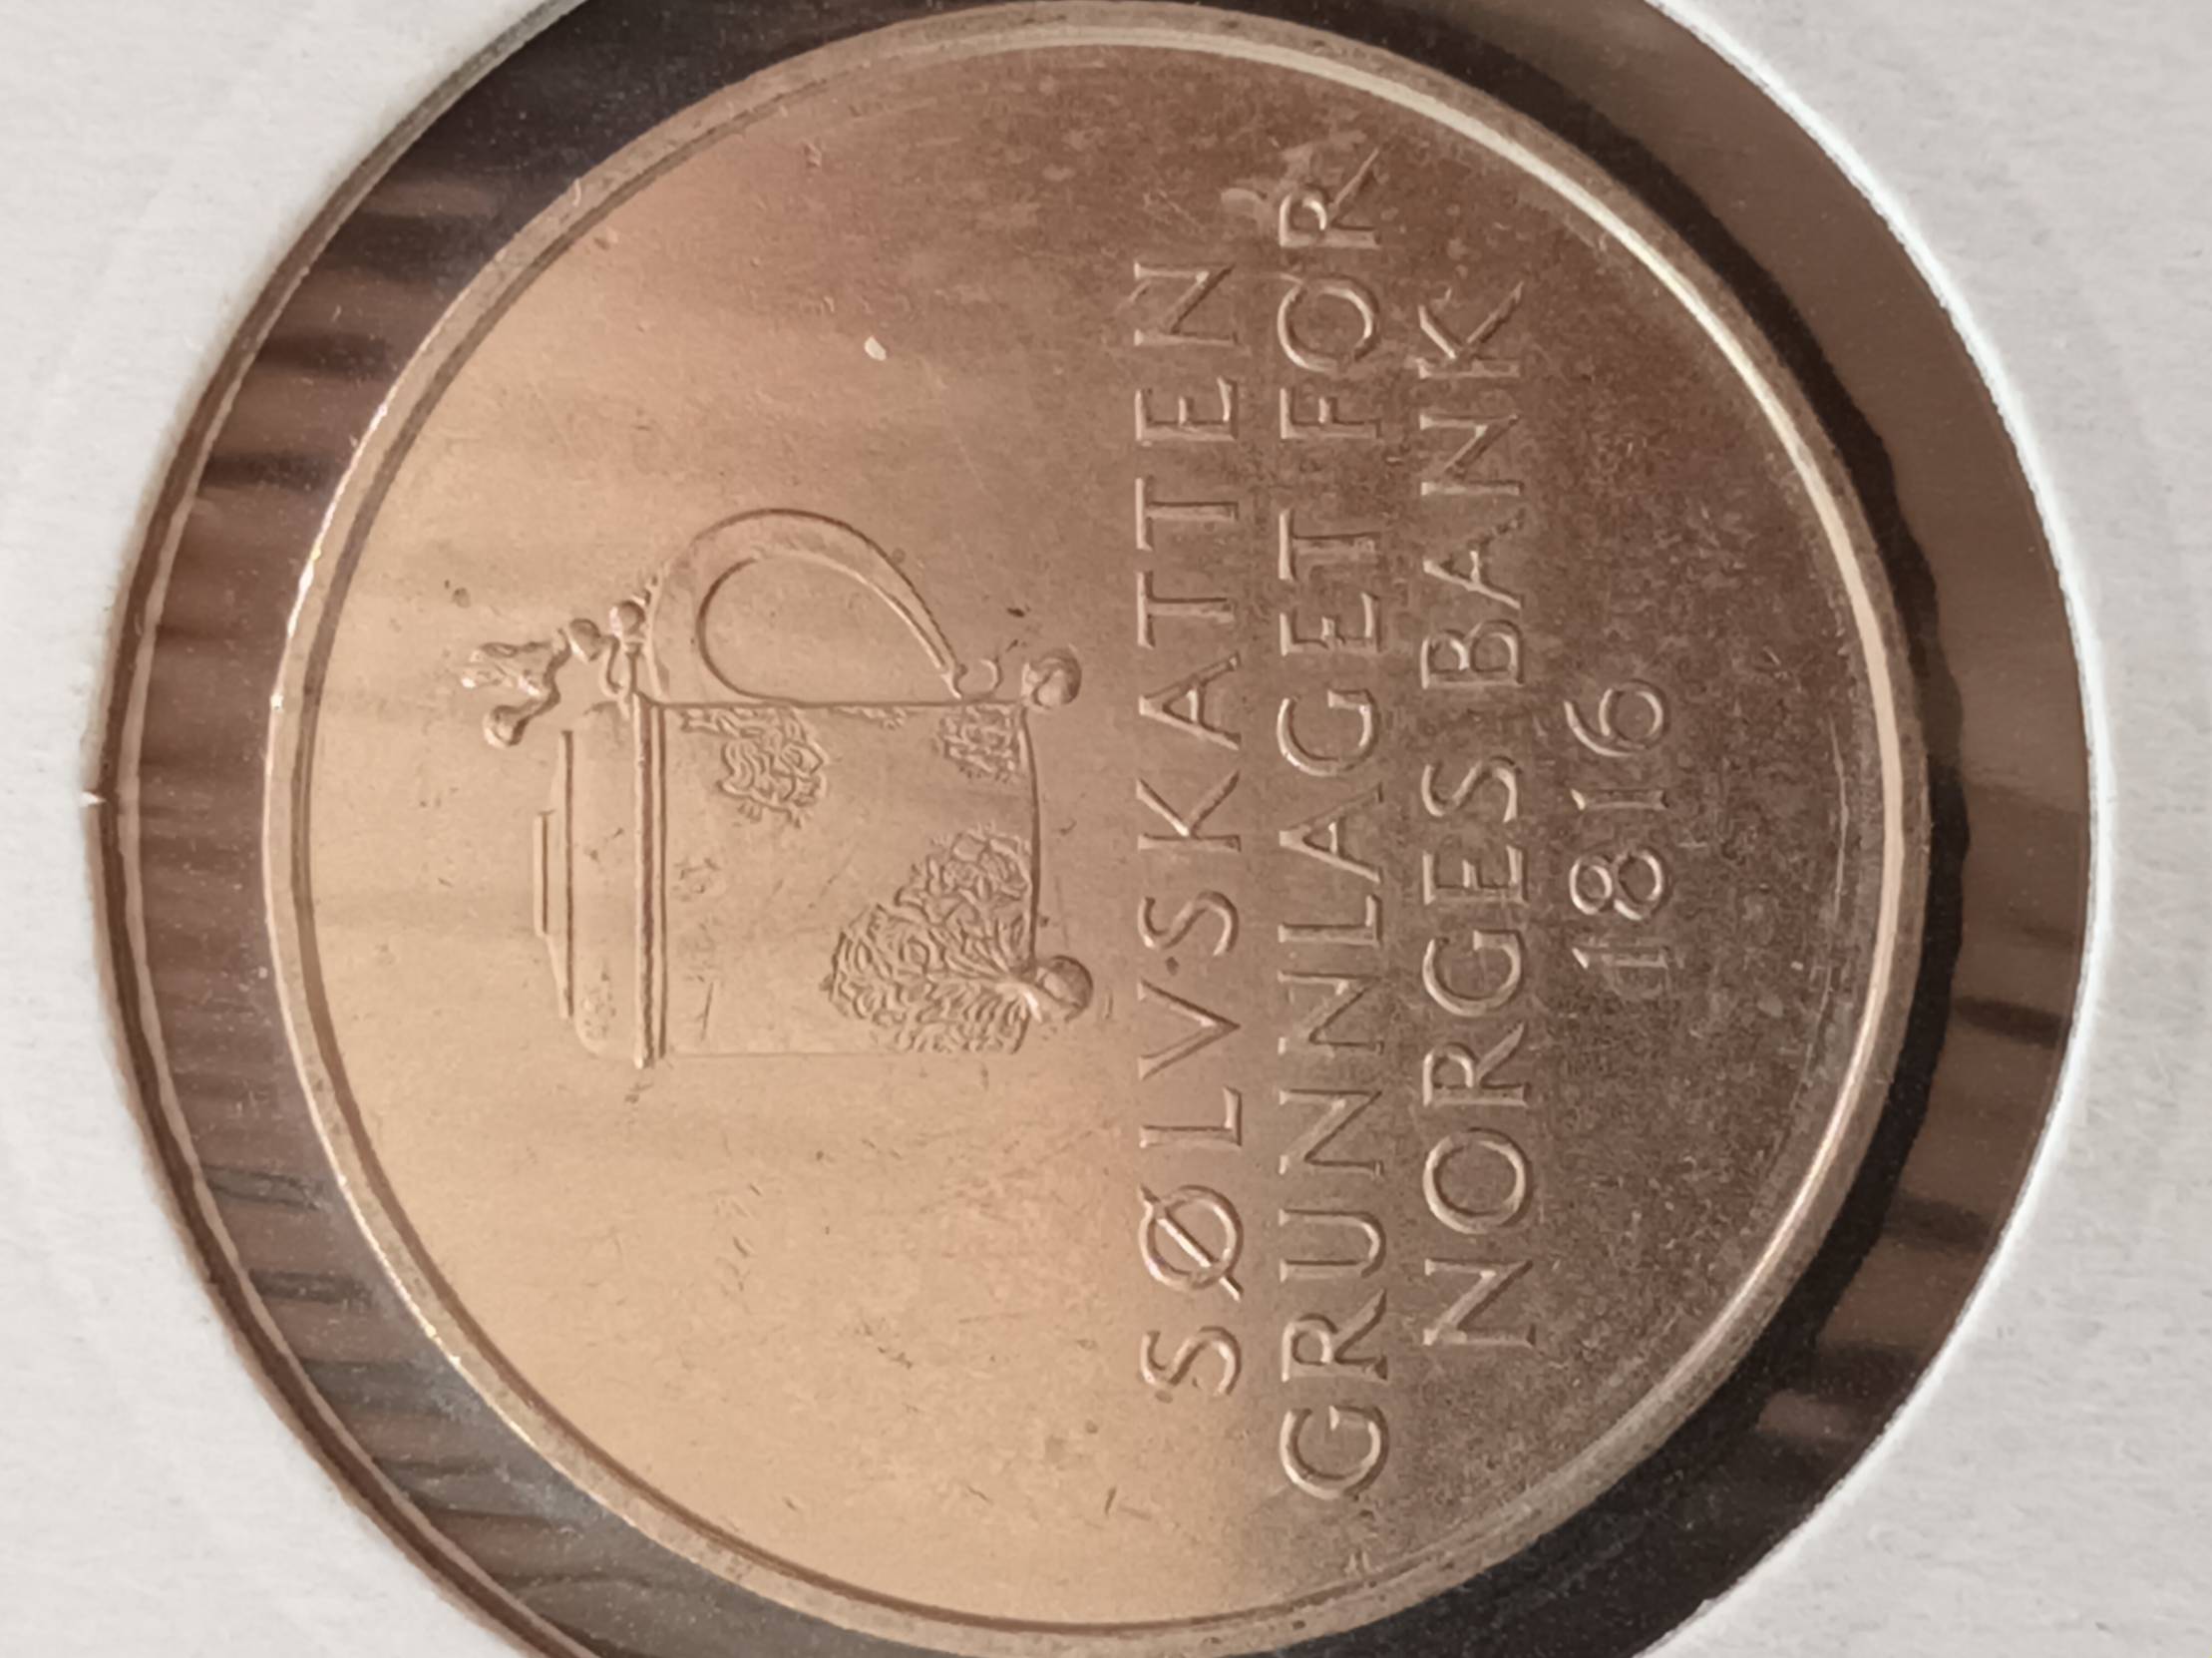 SØLVSKATTEN
GRUNNLAGET FOR
NORGES BANK
1816